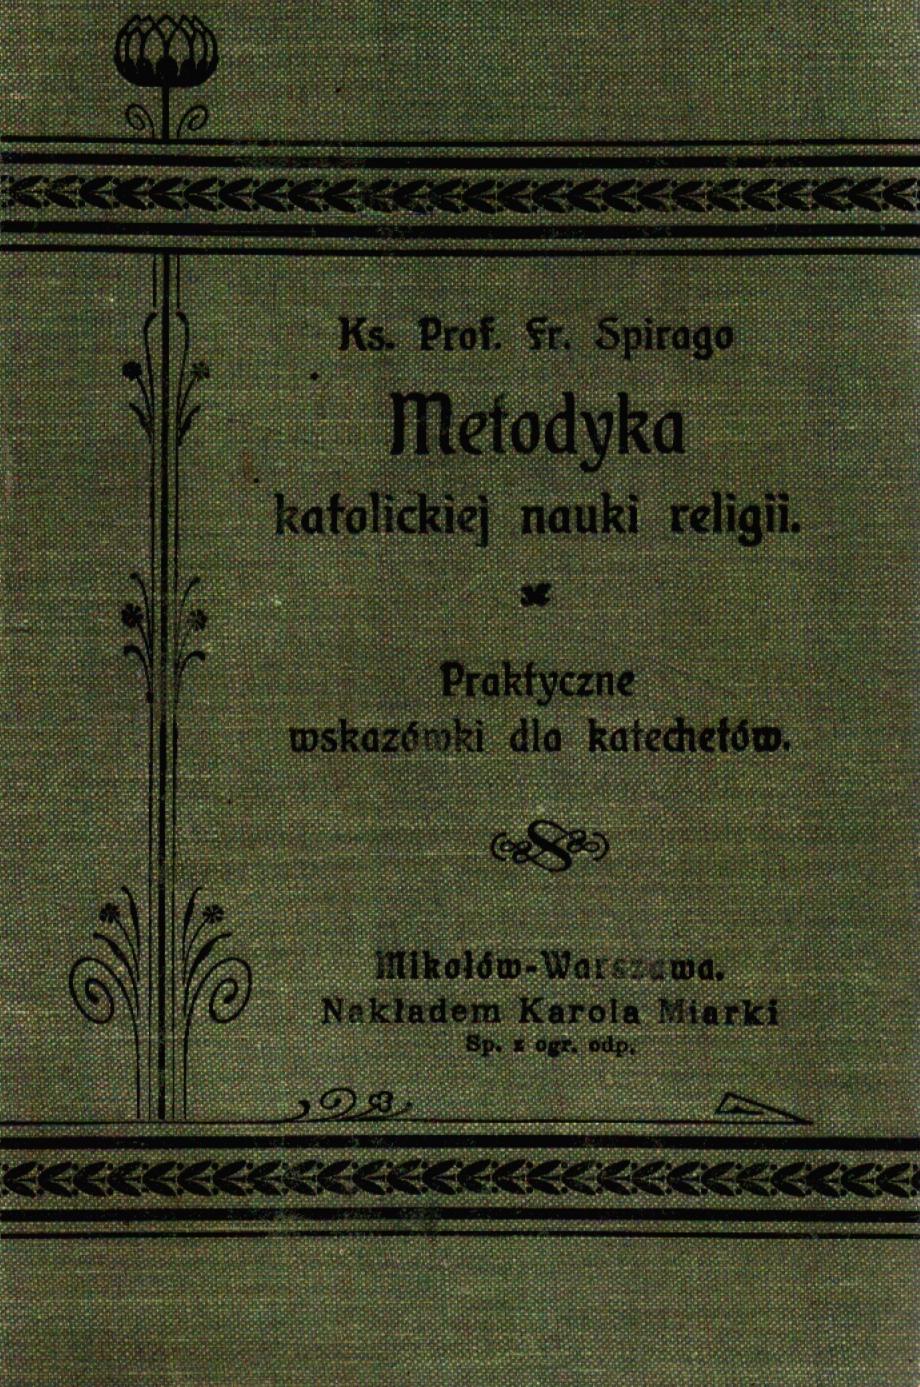 Ks. Prof. Fr. Spirago
Metodyka
katolickiej nauki religii.
Praktyczne
wskazówki dla katechetów.
Mikołów-Warszawa.
Nakładem Karola Miarki
Sp. z ogr. odp.